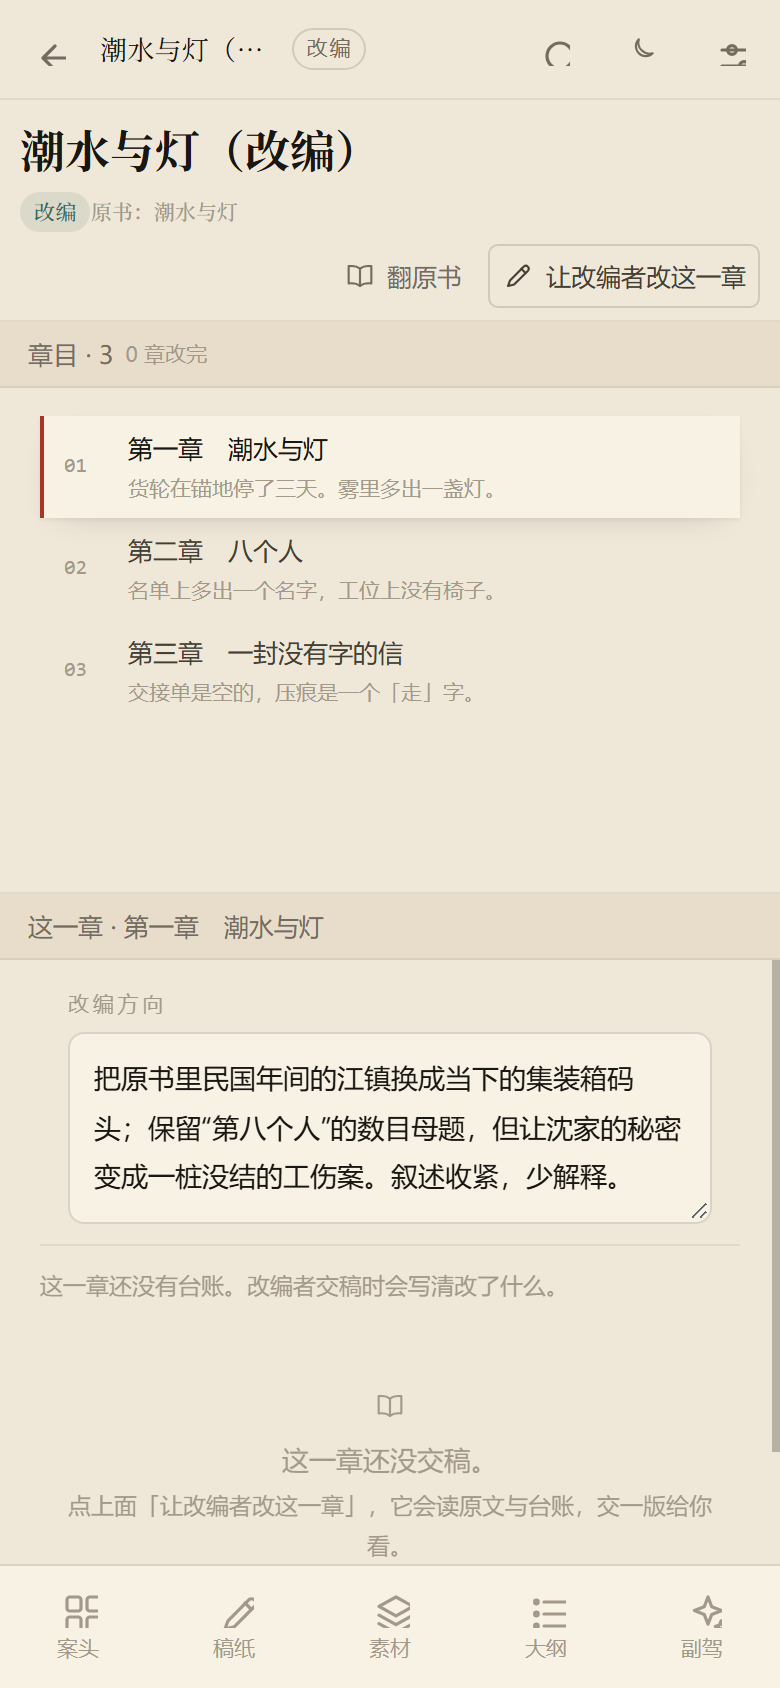 潮水与灯（… 改编
潮水与灯（改编）
改编 原书：潮水与灯
翻原书 让改编者改这一章
章目 · 3 0 章改完
01 第一章　潮水与灯
货轮在锚地停了三天。雾里多出一盏灯。
02 第二章　八个人
名单上多出一个名字，工位上没有椅子。
03 第三章　一封没有字的信
交接单是空的，压痕是一个「走」字。
这一章 · 第一章　潮水与灯
改编方向
把原书里民国年间的江镇换成当下的集装箱码
头；保留“第八个人”的数目母题，但让沈家的秘密
变成一桩没结的工伤案。叙述收紧，少解释。
这一章还没有台账。改编者交稿时会写清改了什么。
这一章还没交稿。
点上面「让改编者改这一章」，它会读原文与台账，交一版给你
看。
案头 稿纸 素材 大纲 副驾